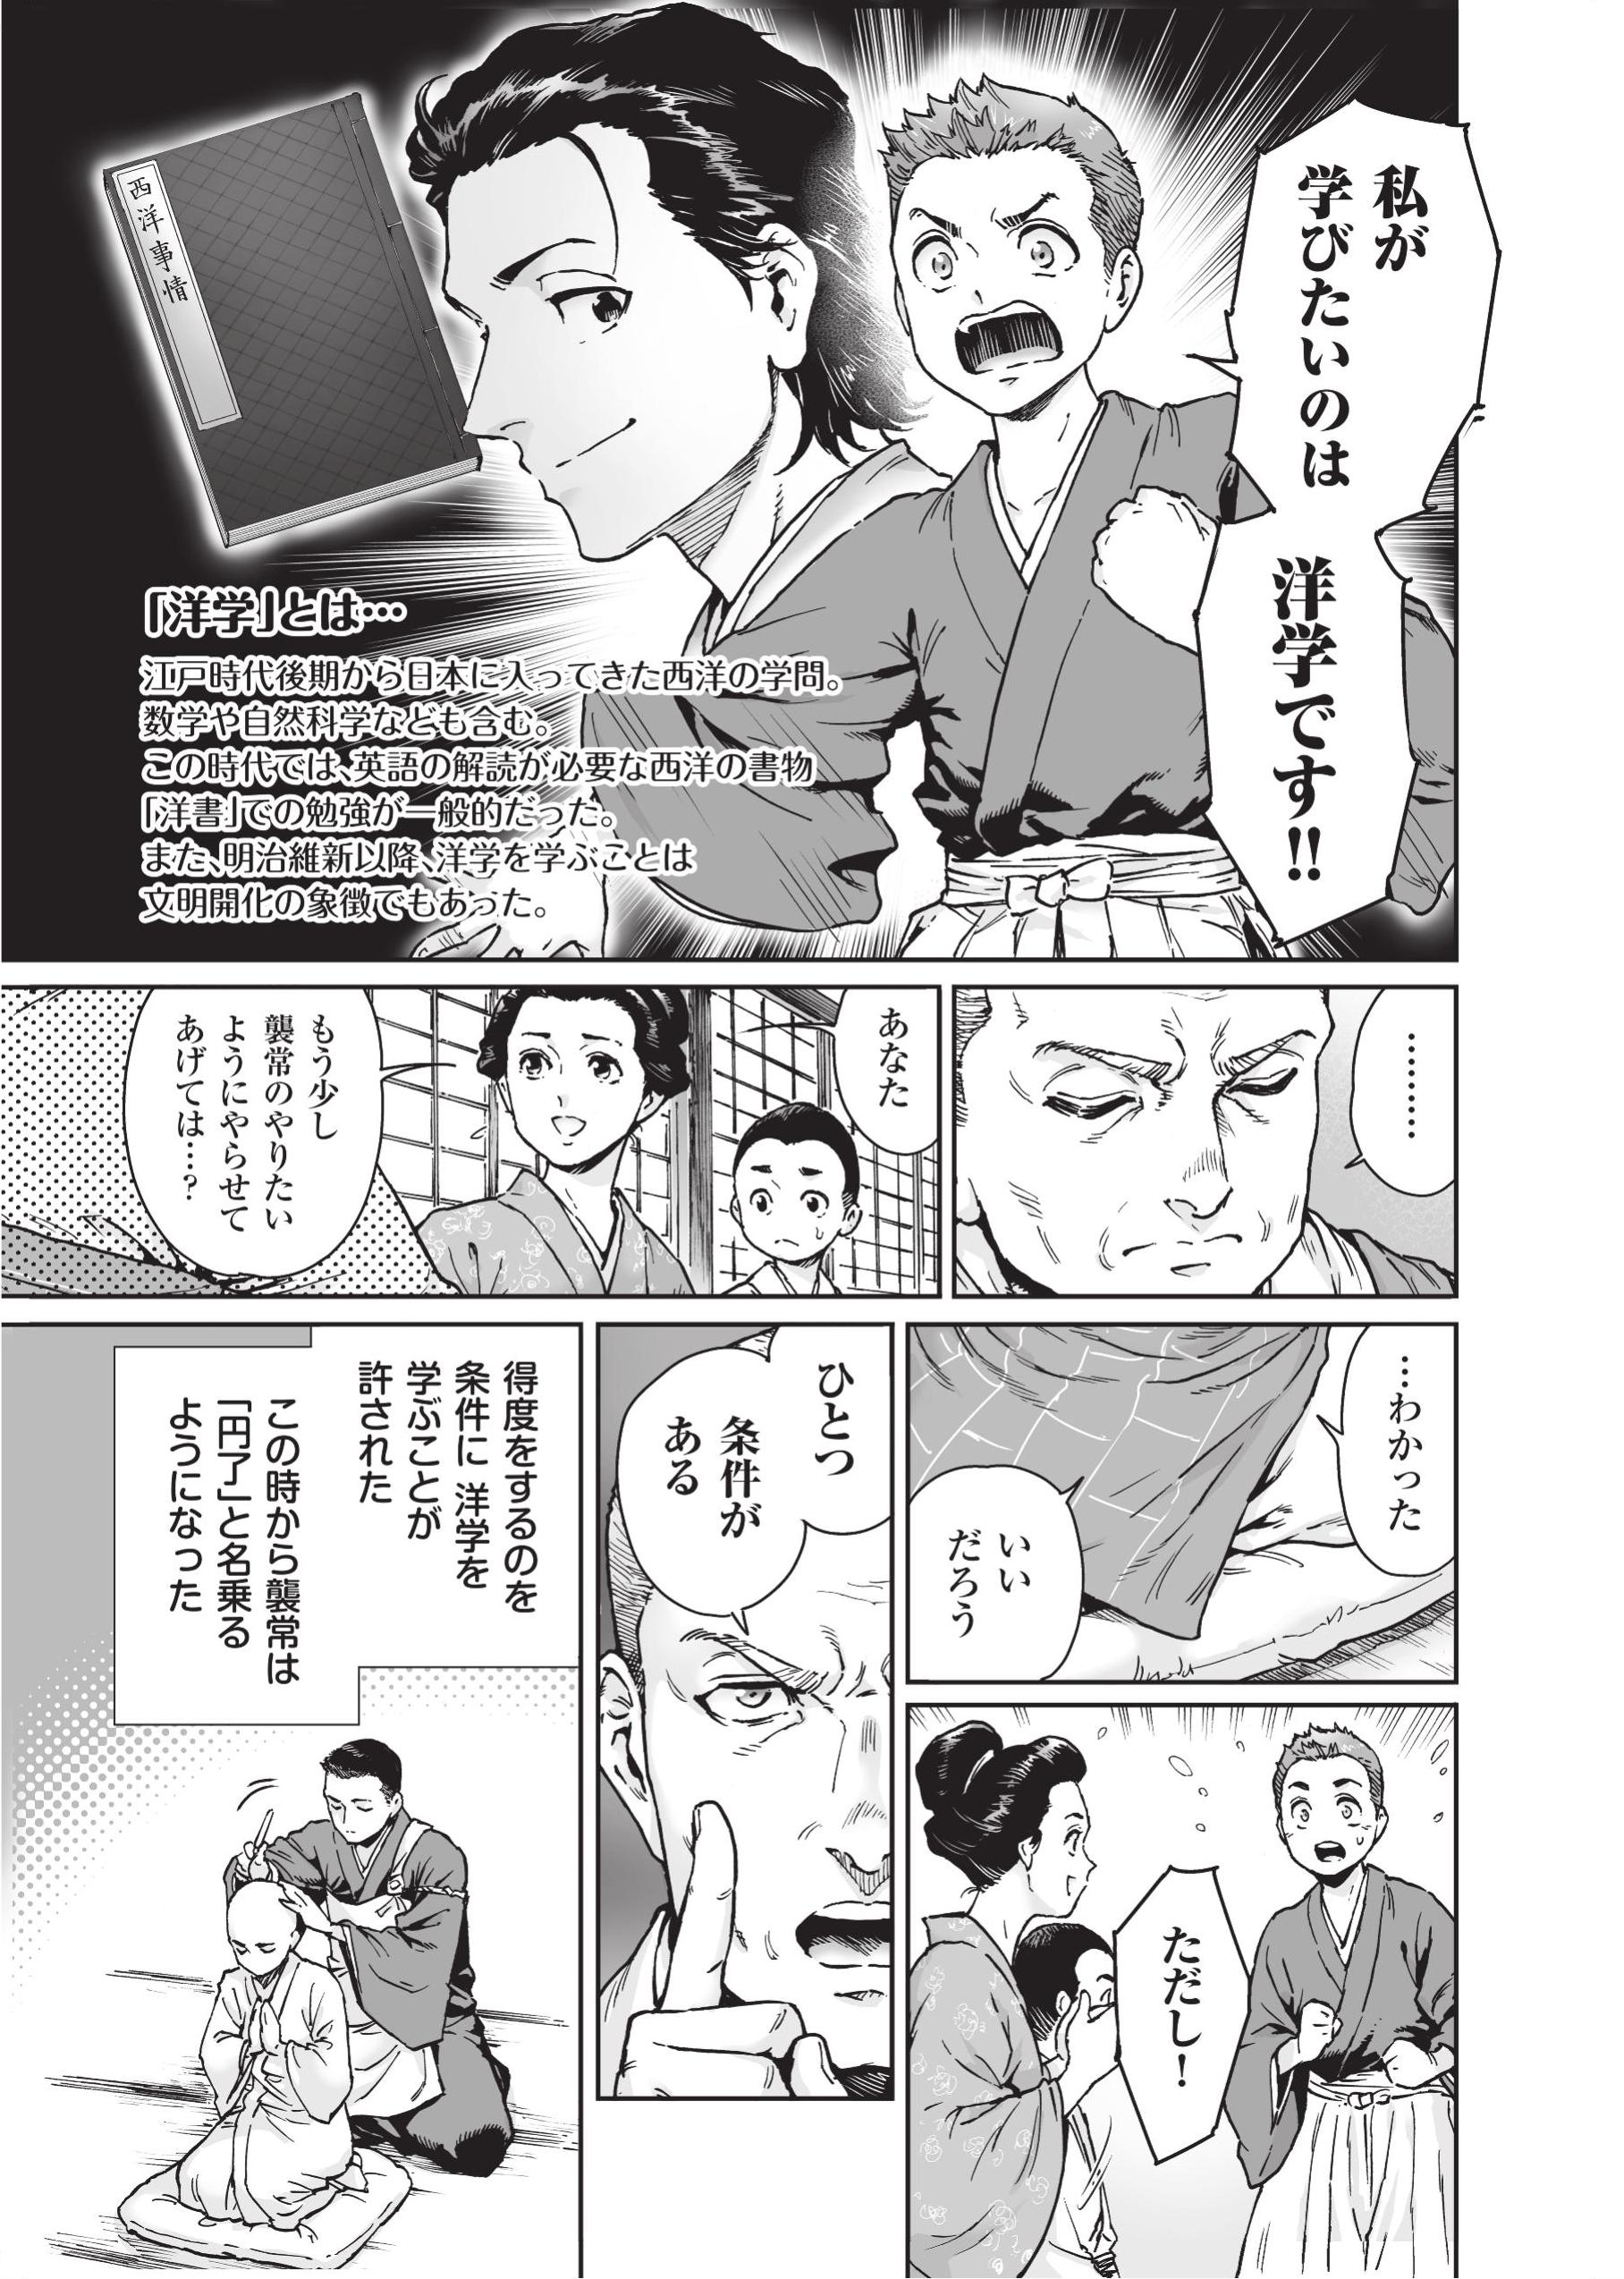 私が
学びたいのは
洋学です!!
西洋事情
「洋学」とは…
江戸時代後期から日本に入ってきた西洋の学問。
数学や自然科学なども含む。
この時代では、英語の解読が必要な西洋の書物
「洋書」での勉強が一般的だった。
また、明治維新以降、洋学を学ぶことは
文明開化の象徴でもあった。
………
あなた
もう少し
襲常のやりたい
ようにやらせて
あげては…?
…わかった
いい
だろう
ただし!
ひとつ
条件が
ある
得度をするのを
条件に 洋学を
学ぶことが
許された
この時から襲常は
「円了」と名乗る
ようになった